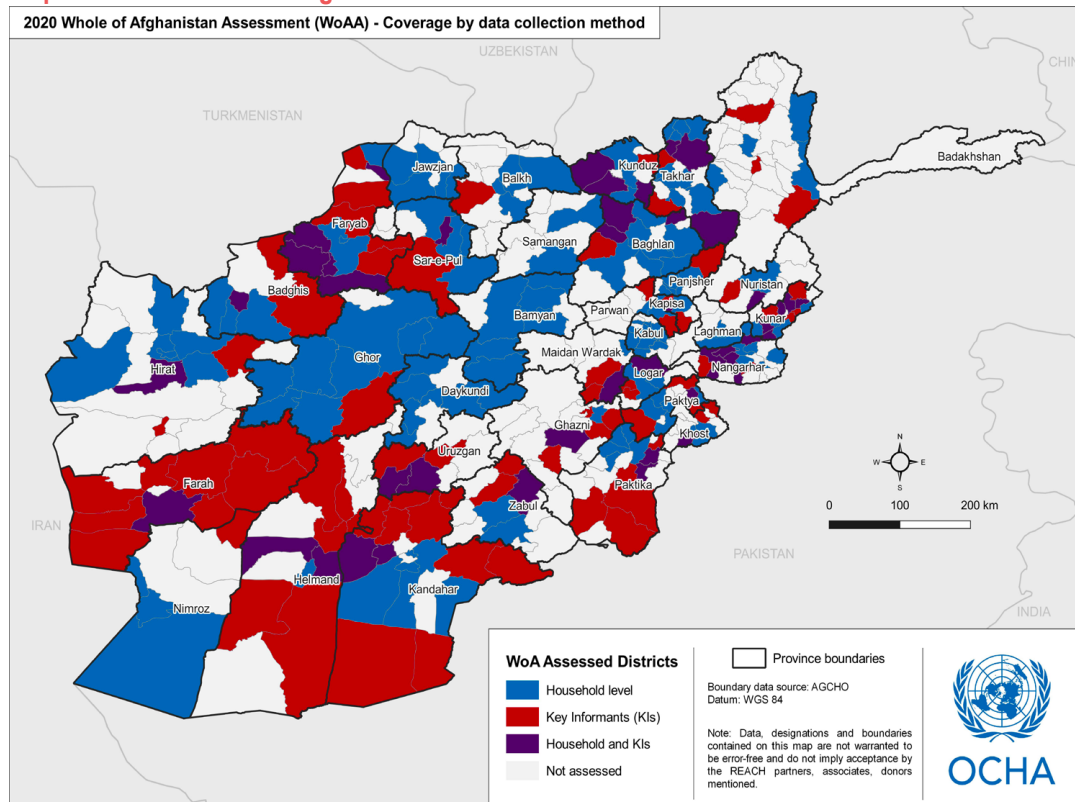 2020 Whole of Afghanistan Assessment (WoAA) - Coverage by data collection method
UZBEKISTAN
CHIN
TURKMENISTAN
Badakhshan
Jawzjan
Kunduz
Balkh
Takhar
Faryab
Samangan
Baghlan
Sar-e-Pul
Badghis
Panjsher
Nuristan
Bamyan
Parwan
Kapisa
Kunar
Kabul
Laghman
Ghor
Maidan Wardak
Hirat
Logar
Nangarhar
Daykundi
Paktya
Ghazni
Khost
Uruzgan
Farah
Paktika
Zabul
IRAN
Helmand
Kandahar
Nimroz
PAKISTAN
INDIA
N
W
E
S
0 100 200 km
WoA Assessed Districts
Household level
Key Informants (KIs)
Household and KIs
Not assessed
Province boundaries
Boundary data source: AGCHO
Datum: WGS 84
Note: Data, designations and boundaries
contained on this map are not warranted to
be error-free and do not imply acceptance by
the REACH partners, associates, donors
mentioned.
OCHA